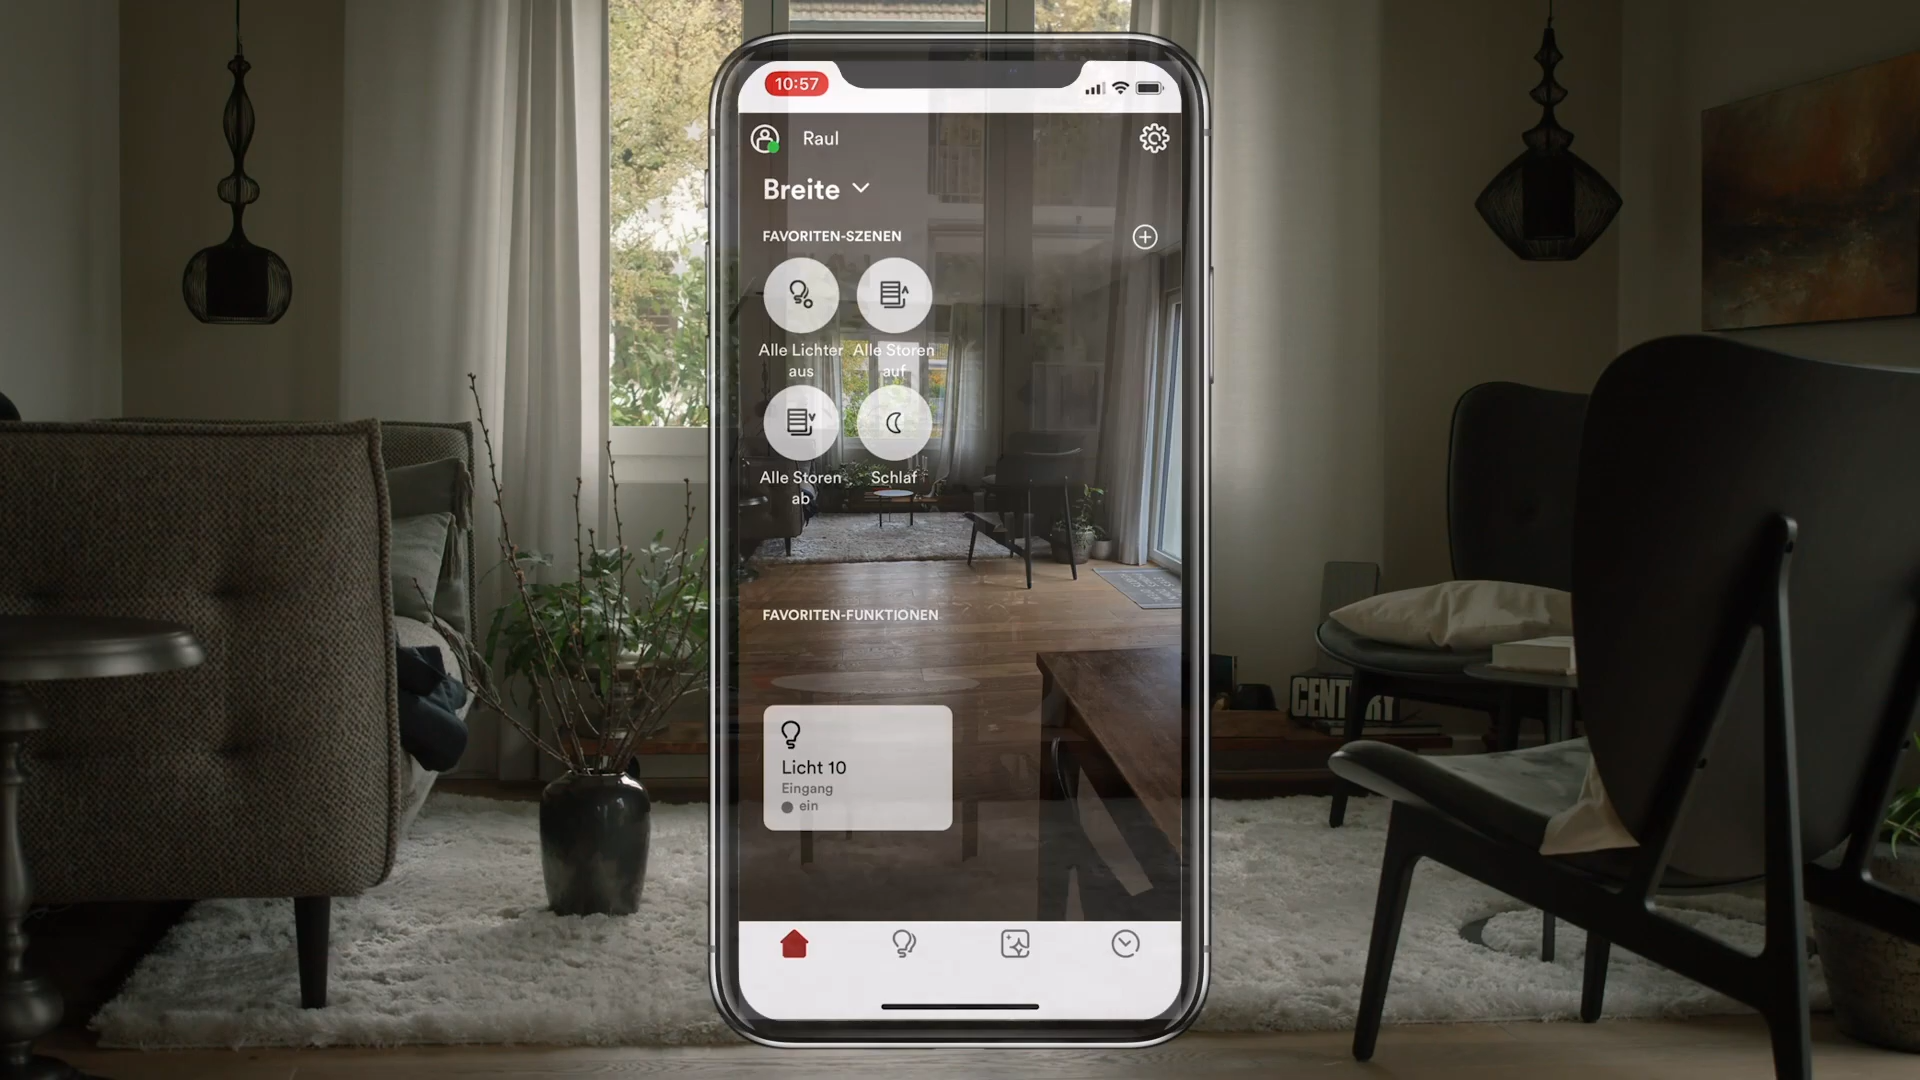 10:57
Raul
Breite
FAVORITEN-SZENEN
Alle Lichter
aus
Alle Storen
auf
Alle Storen
ab
Schlaf
FAVORITEN-FUNKTIONEN
Licht 10
Eingang
ein